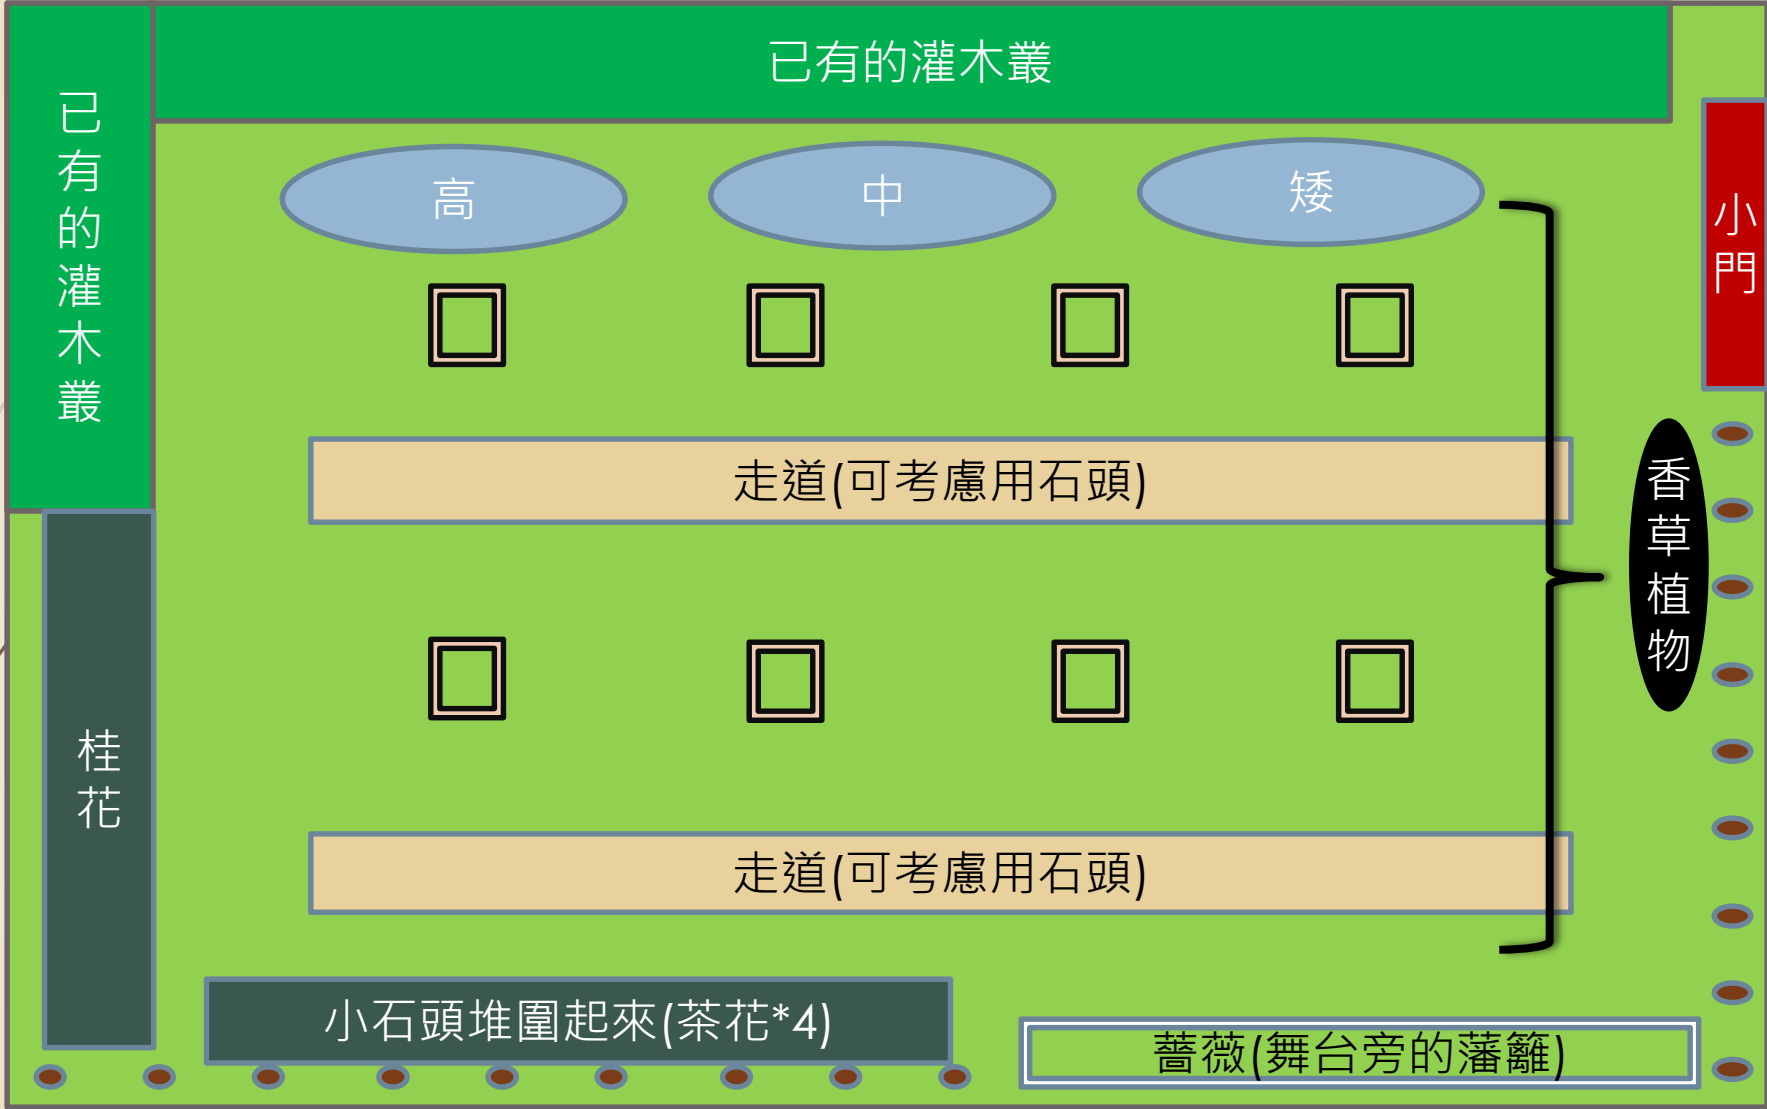 已有的灌木叢
已有的灌木叢
高
中
矮
小門
走道(可考慮用石頭)
香草植物
桂花
走道(可考慮用石頭)
小石頭堆圍起來(茶花*4)
薔薇(舞台旁的藩籬)